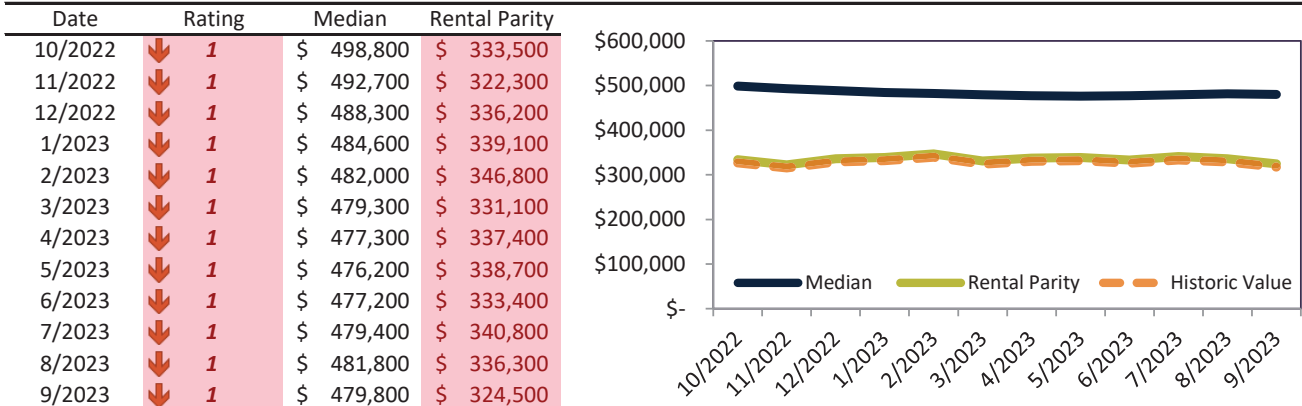 Date Rating Median Rental Parity
10/2022 1 $ 498,800 $ 333,500
11/2022 1 $ 492,700 $ 322,300
12/2022 1 $ 488,300 $ 336,200
1/2023 1 $ 484,600 $ 339,100
2/2023 1 $ 482,000 $ 346,800
3/2023 1 $ 479,300 $ 331,100
4/2023 1 $ 477,300 $ 337,400
5/2023 1 $ 476,200 $ 338,700
6/2023 1 $ 477,200 $ 333,400
7/2023 1 $ 479,400 $ 340,800
8/2023 1 $ 481,800 $ 336,300
9/2023 1 $ 479,800 $ 324,500
$600,000
$500,000
$400,000
$300,000
$200,000
$100,000
$-
Median Rental Parity Historic Value
10/2022 11/2022 12/2022 1/2023 2/2023 3/2023 4/2023 5/2023 6/2023 7/2023 8/2023 9/2023